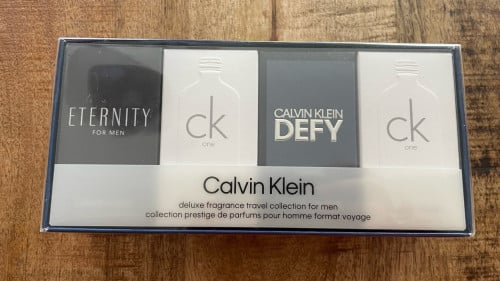 ETERNITY
FOR MEN
ck
one
CALVIN KLEIN
DEFY
ck
one
Calvin Klein
deluxe fragrance travel collection for men
collection prestige de parfums pour homme format voyage